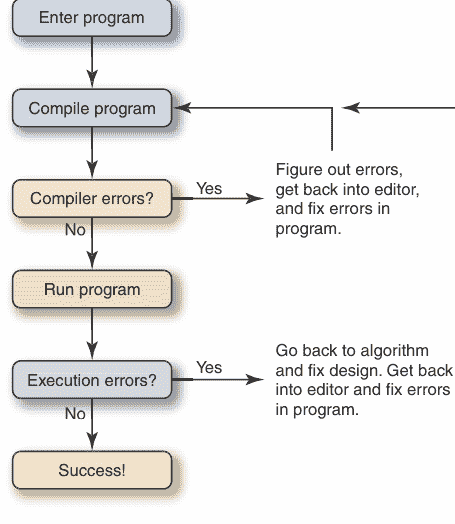 Enter program
Compile program
Compiler errors?
Yes
Figure out errors,
get back into editor,
and fix errors in
program.
No
Run program
Execution errors?
Yes
Go back to algorithm
and fix design. Get back
into editor and fix errors
in program.
No
Success!